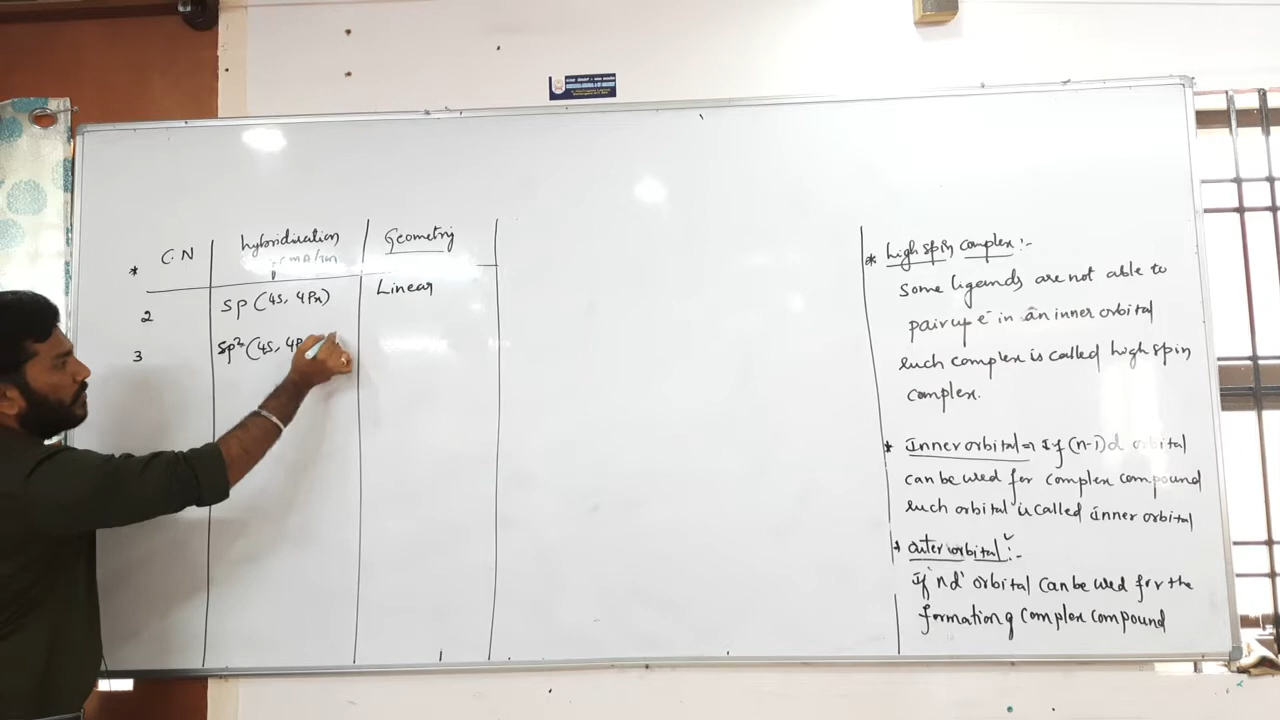 C.N hybridisation Geometry
*
2 sp (4s, 4Px) Linear
3 sp² (4s, 4P
* high spin complex :-
Some ligands are not able to
pair up e⁻ in an inner orbital
such complex is called high spin
complex.
* Inner orbital ⇒ If (n-1)d orbital
can be used for complex compound
such orbital is called inner orbital
* outer orbital :-
If 'nd' orbital can be used for the
formation of complex compound